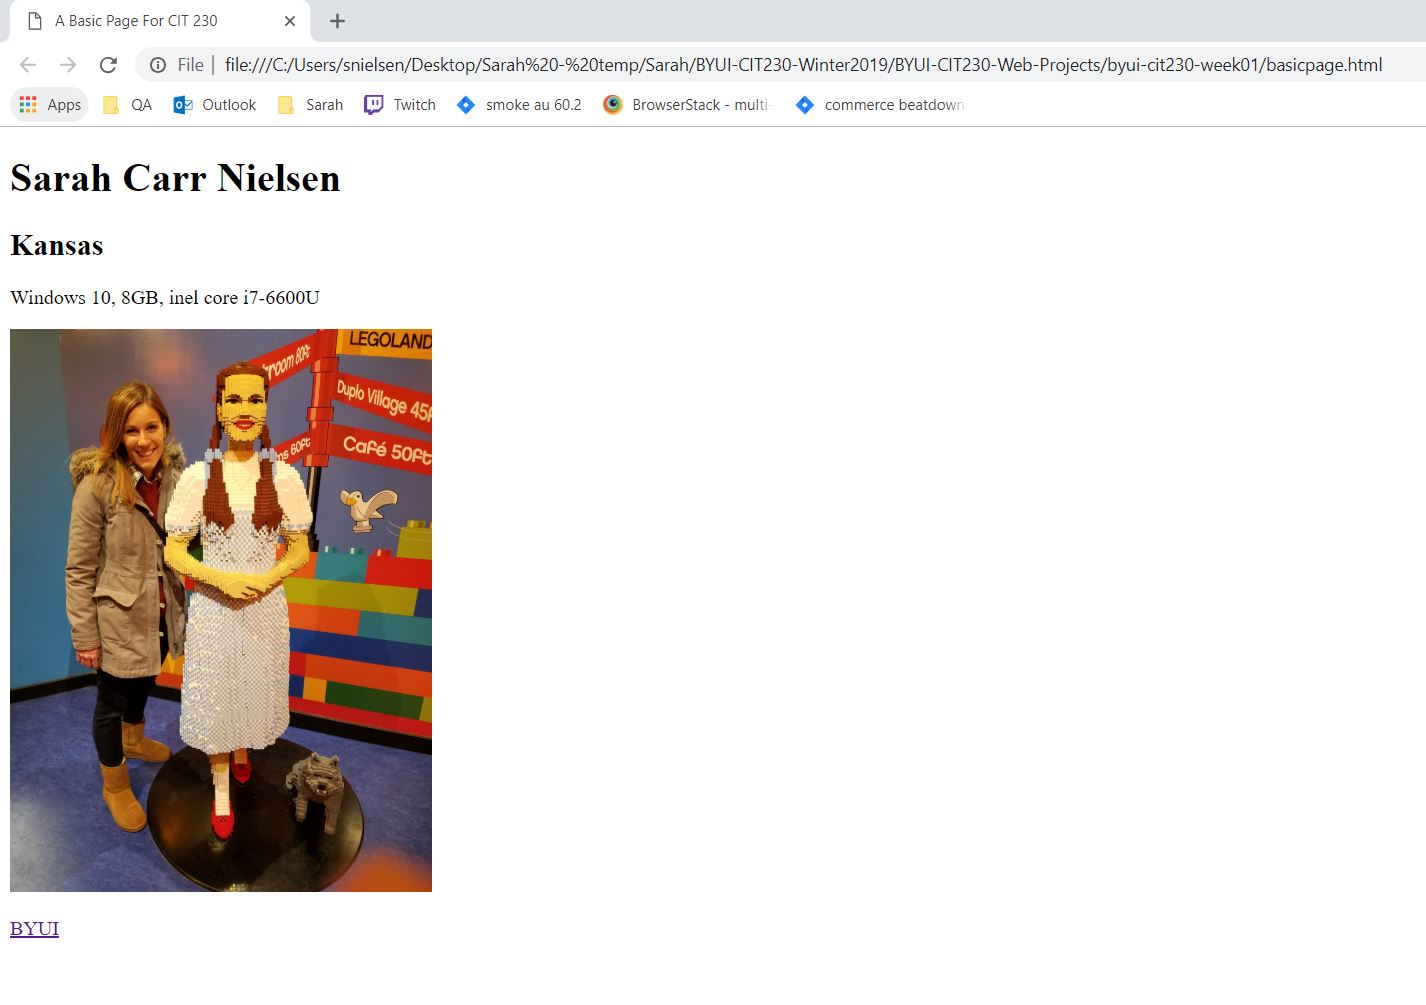 A Basic Page For CIT 230
File | file:///C:/Users/snielsen/Desktop/Sarah%20-%20temp/Sarah/BYUI-CIT230-Winter2019/BYUI-CIT230-Web-Projects/byui-cit230-week01/basicpage.html
Apps QA Outlook Sarah Twitch smoke au 60.2 BrowserStack - multi- commerce beatdown
Sarah Carr Nielsen
Kansas
Windows 10, 8GB, inel core i7-6600U
LEGOLAND
room 80ft
Duplo Village 45f
Café 50ft
ms 60ft
BYUI